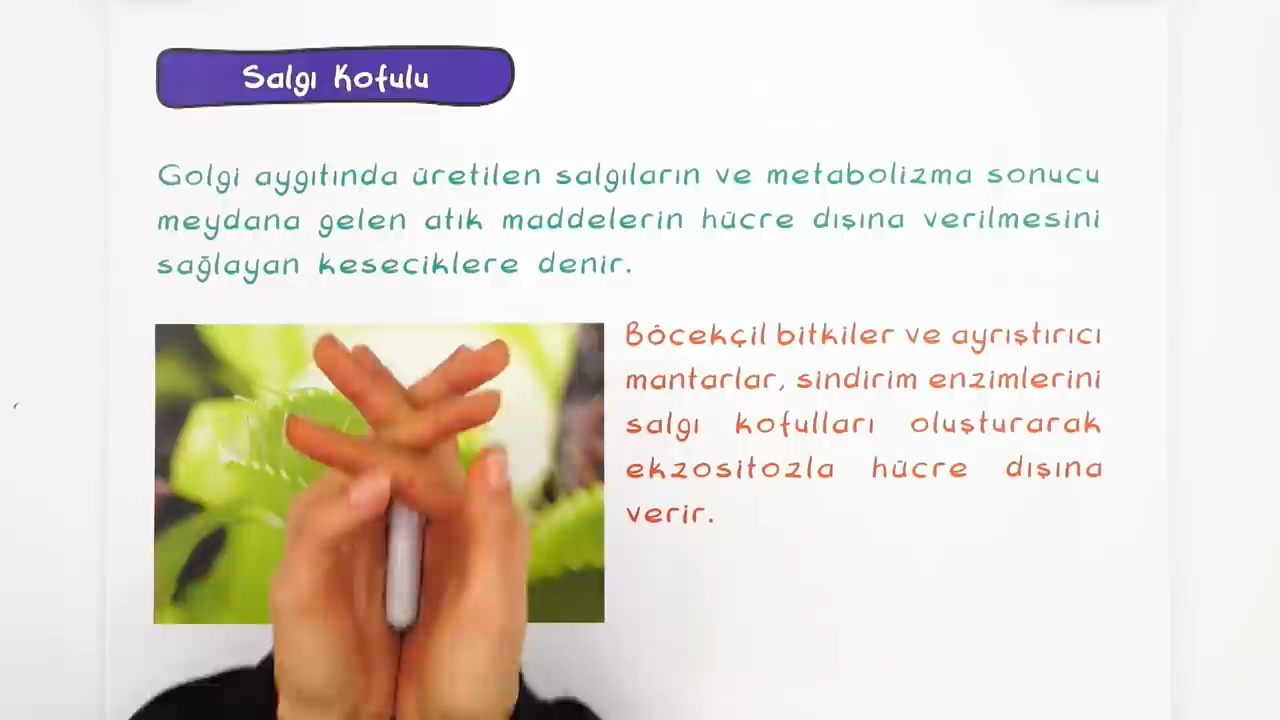 Salgı Kofulu
Golgi aygıtında üretilen salgıların ve metabolizma sonucu
meydana gelen atık maddelerin hücre dışına verilmesini
sağlayan keseciklere denir.
Böcekçil bitkiler ve ayrıştırıcı
mantarlar, sindirim enzimlerini
salgı kofulları oluşturarak
ekzositozla hücre dışına
verir.